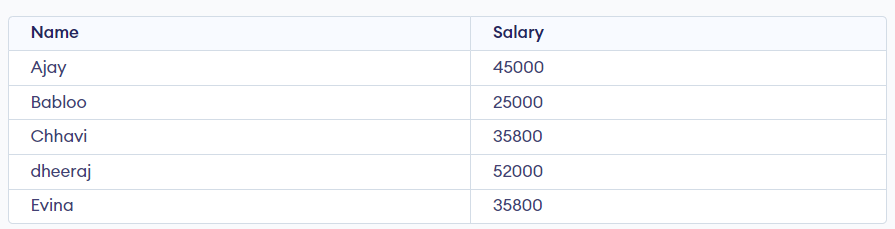 Name Salary
Ajay 45000
Babloo 25000
Chhavi 35800
dheeraj 52000
Evina 35800